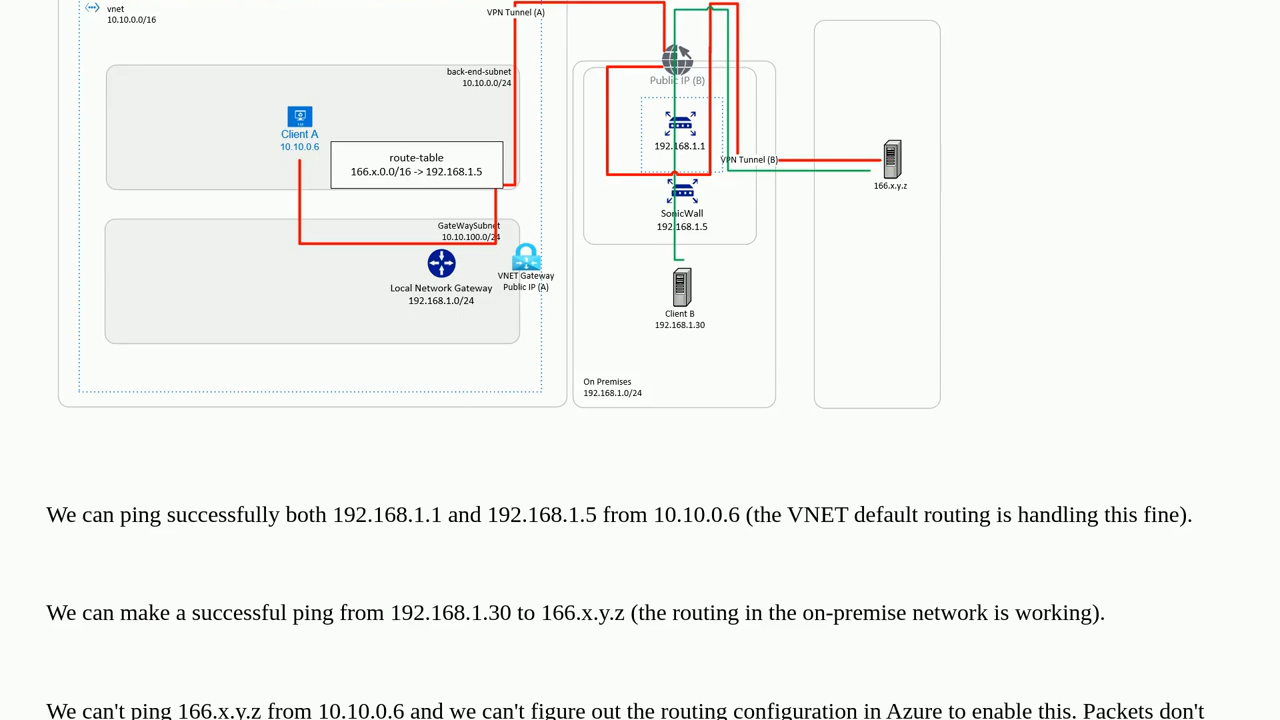 vnet
10.10.0.0/16
VPN Tunnel (A)
back-end-subnet
10.10.0.0/24
Client A
10.10.0.6
route-table
166.x.0.0/16 -> 192.168.1.5
GateWaySubnet
10.10.100.0/24
Local Network Gateway
192.168.1.0/24
VNET Gateway
Public IP (A)
Public IP (B)
192.168.1.1
SonicWall
192.168.1.5
VPN Tunnel (B)
166.x.y.z
Client B
192.168.1.30
On Premises
192.168.1.0/24
We can ping successfully both 192.168.1.1 and 192.168.1.5 from 10.10.0.6 (the VNET default routing is handling this fine).
We can make a successful ping from 192.168.1.30 to 166.x.y.z (the routing in the on-premise network is working).
We can't ping 166.x.y.z from 10.10.0.6 and we can't figure out the routing configuration in Azure to enable this. Packets don't